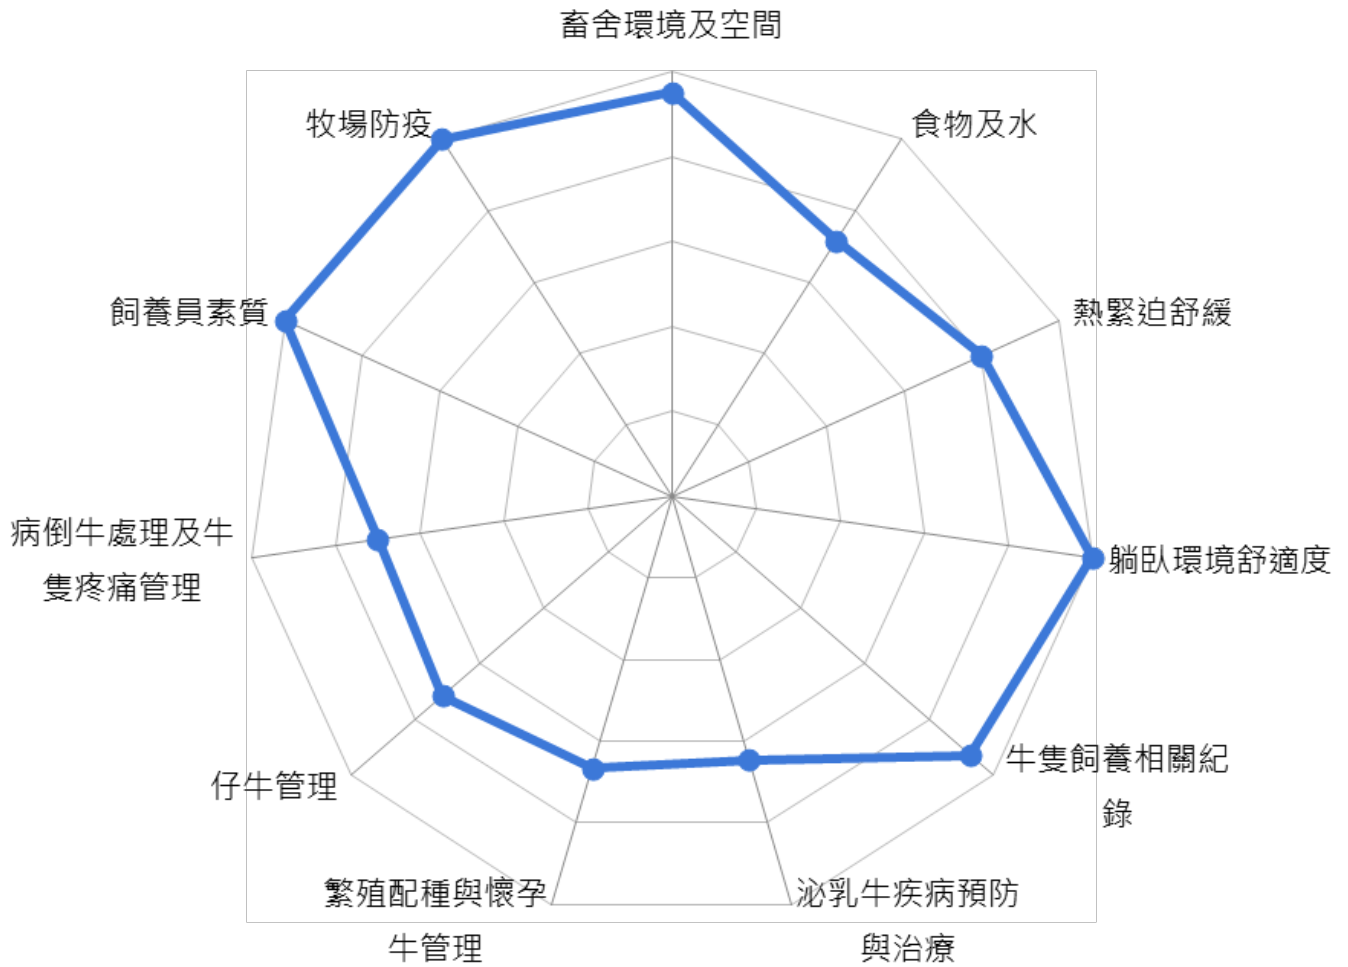 畜舍環境及空間
食物及水
熱緊迫舒緩
躺臥環境舒適度
牛隻飼養相關紀
錄
泌乳牛疾病預防
與治療
繁殖配種與懷孕
牛管理
仔牛管理
病倒牛處理及牛
隻疼痛管理
飼養員素質
牧場防疫